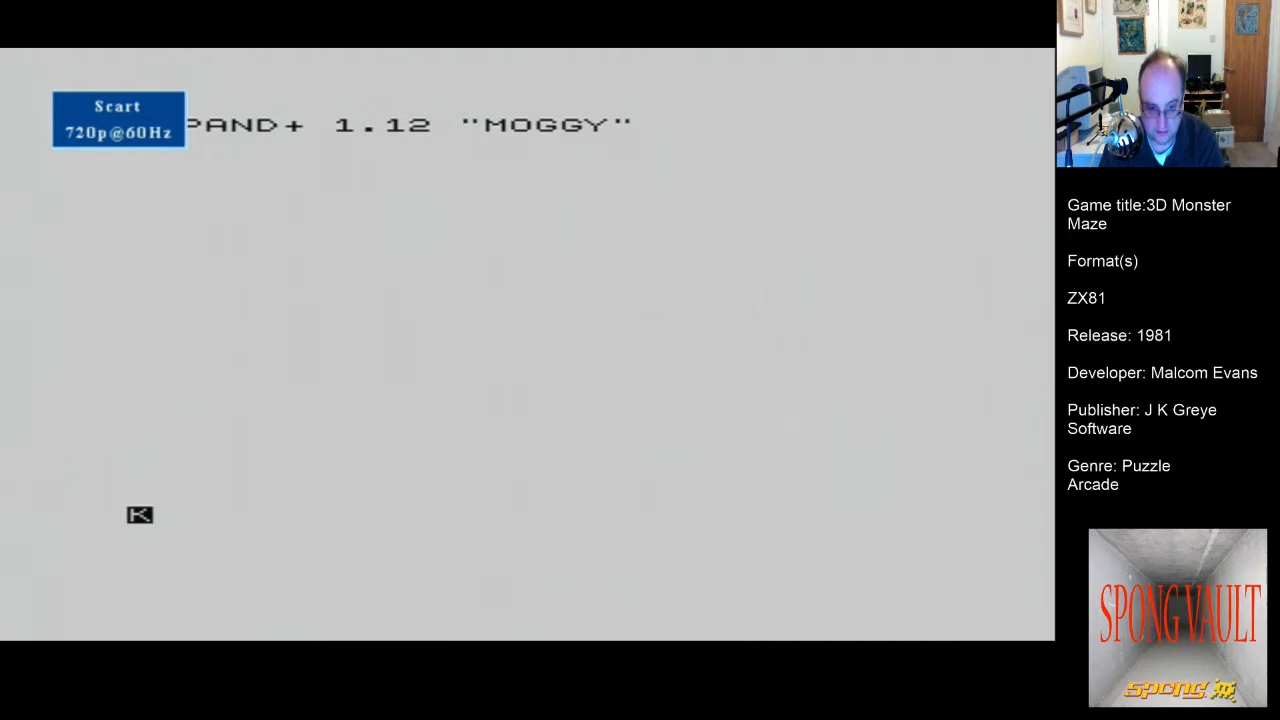 Scart
720p@60Hz
PAND+ 1.12 "MOGGY"
K
Game title:3D Monster
Maze
Format(s)
ZX81
Release: 1981
Developer: Malcom Evans
Publisher: J K Greye
Software
Genre: Puzzle
Arcade
SPONG VAULT
spong